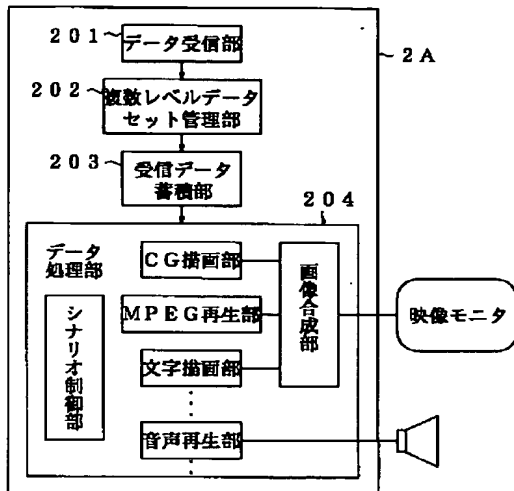 201
データ受信部
2A
202
複数レベルデータ
セット管理部
203
受信データ
蓄積部
204
データ
処理部
CG描画部
MPEG再生部
文字描画部
音声再生部
シナリオ制御部
画像合成部
映像モニタ